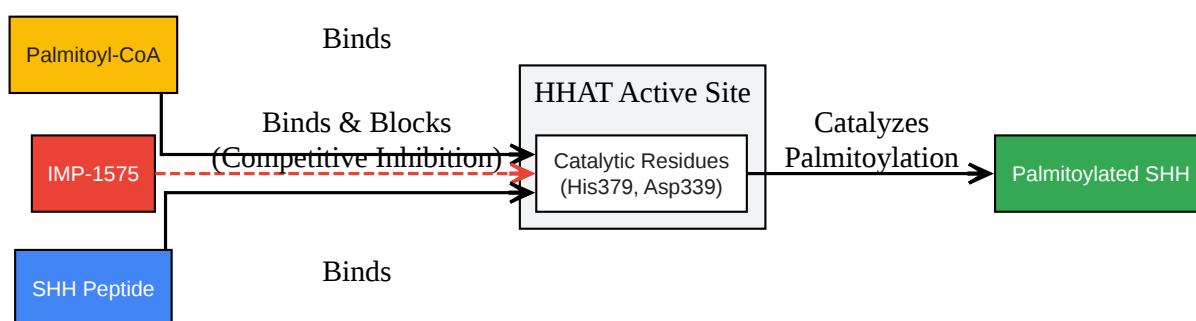 Palmitoyl-CoA
Binds
HHAT Active Site
Binds & Blocks
(Competitive Inhibition)
IMP-1575
Catalytic Residues
(His379, Asp339)
Catalyzes
Palmitoylation
Palmitoylated SHH
SHH Peptide
Binds